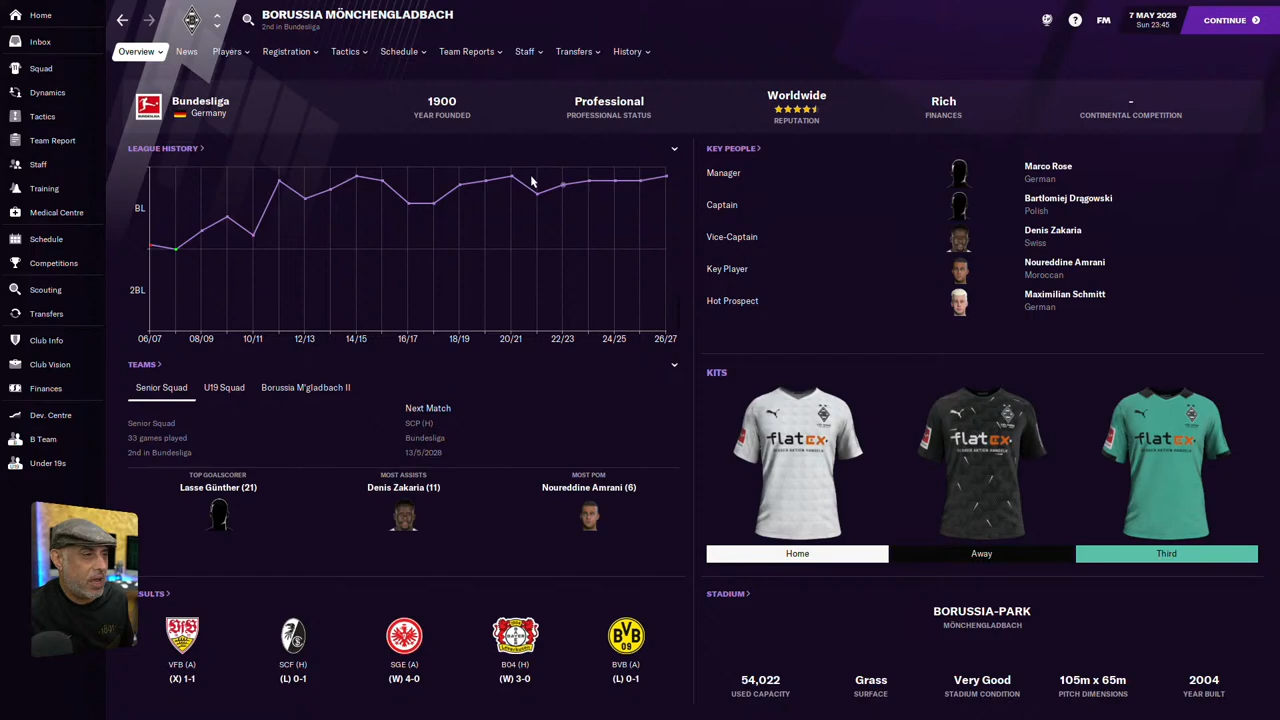 Home
Inbox
Squad
Dynamics
Tactics
Team Report
Staff
Training
Medical Centre
Schedule
Competitions
Scouting
Transfers
Club Info
Club Vision
Finances
Dev. Centre
B Team
Under 19s
BORUSSIA MÖNCHENGLADBACH
2nd in Bundesliga
FM
7 MAY 2028
Sun 23:45
CONTINUE
Overview
News
Players
Registration
Tactics
Schedule
Team Reports
Staff
Transfers
History
Bundesliga
Germany
1900
YEAR FOUNDED
Professional
PROFESSIONAL STATUS
Worldwide
REPUTATION
Rich
FINANCES
-
CONTINENTAL COMPETITION
LEAGUE HISTORY
BL
2BL
06/07 08/09 10/11 12/13 14/15 16/17 18/19 20/21 22/23 24/25 26/27
TEAMS
Senior Squad U19 Squad Borussia M'gladbach II
Senior Squad
33 games played
2nd in Bundesliga
Next Match
SCP (H)
Bundesliga
13/5/2028
TOP GOALSCORER
Lasse Günther (21)
MOST ASSISTS
Denis Zakaria (11)
MOST POM
Noureddine Amrani (6)
SULTS
VFB (A)
(X) 1-1
SCF (H)
(L) 0-1
SGE (A)
(W) 4-0
B04 (H)
(W) 3-0
BVB (A)
(L) 0-1
KEY PEOPLE
Manager
Marco Rose
German
Captain
Bartłomiej Drągowski
Polish
Vice-Captain
Denis Zakaria
Swiss
Key Player
Noureddine Amrani
Moroccan
Hot Prospect
Maximilian Schmitt
German
KITS
flatex
flatex
flatex
Home
Away
Third
STADIUM
BORUSSIA-PARK
MÖNCHENGLADBACH
54,022
USED CAPACITY
Grass
SURFACE
Very Good
STADIUM CONDITION
105m x 65m
PITCH DIMENSIONS
2004
YEAR BUILT